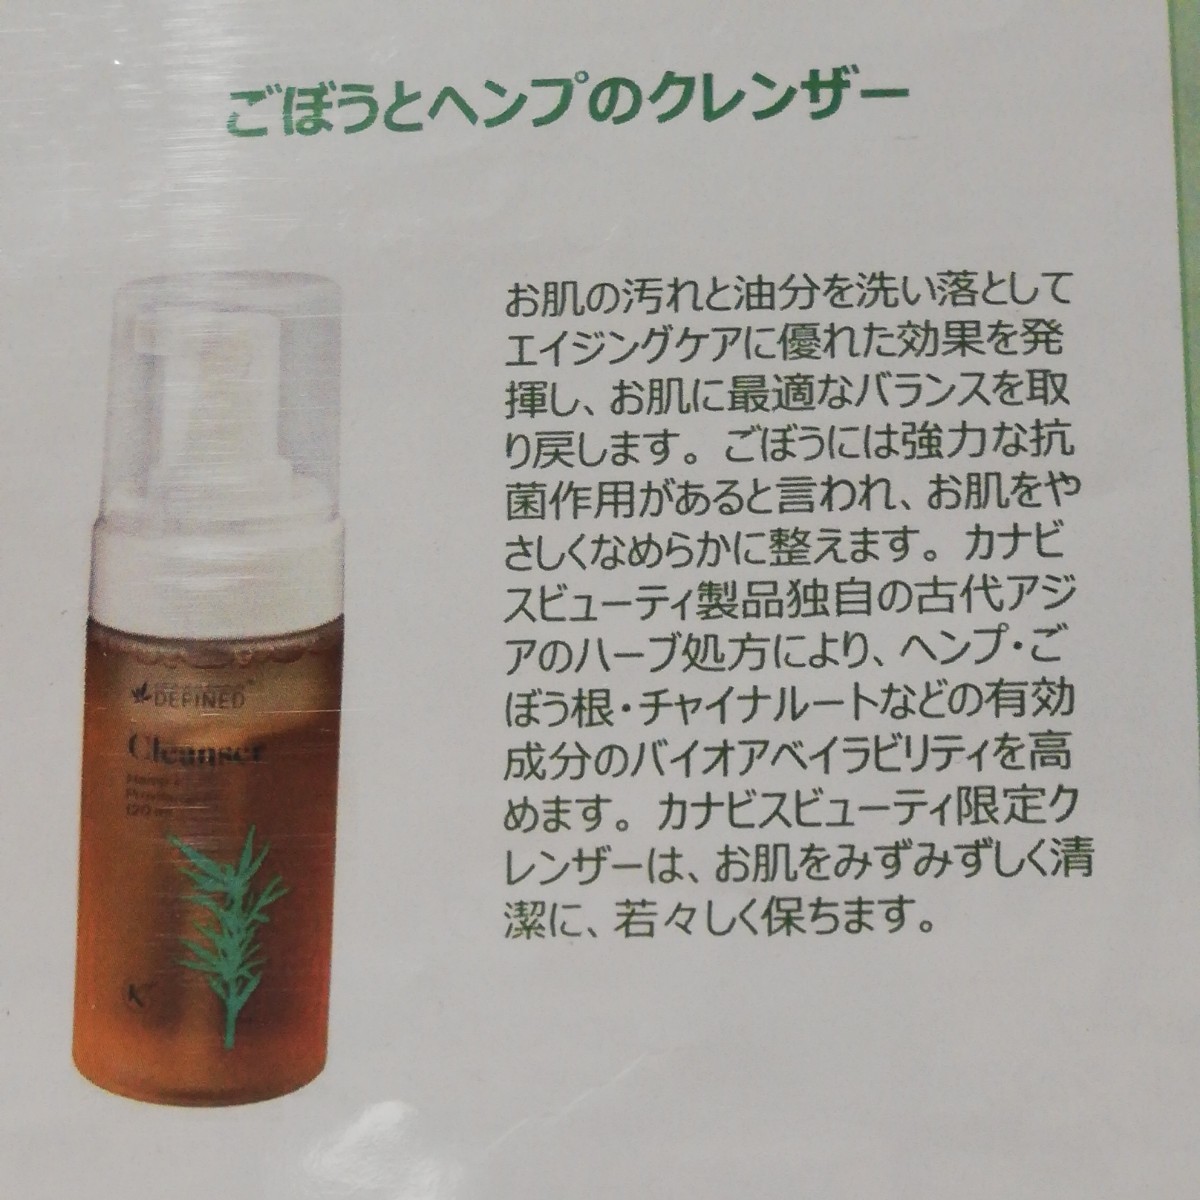 ごぼうとヘンプのクレンザー
お肌の汚れと油分を洗い落として
エイジングケアに優れた効果を発
揮し、お肌に最適なバランスを取
り戻します。ごぼうには強力な抗
菌作用があると言われ、お肌をや
さしくなめらかに整えます。カナビ
スビューティ製品独自の古代アジ
アのハーブ処方により、ヘンプ・ご
ぼう根・チャイナルートなどの有効
成分のバイオアベイラビリティを高
めます。カナビスビューティ限定ク
レンザーは、お肌をみずみずしく清
潔に、若々しく保ちます。
DEFINED
Cleanser
K